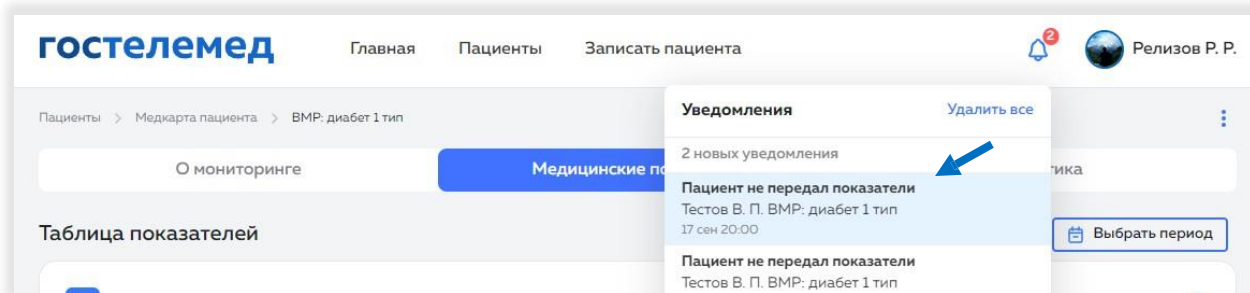 гостелемед Главная Пациенты Записать пациента 2 Релизов Р. Р.
Пациенты > Медкарта пациента > ВМР: диабет 1 тип
Уведомления Удалить все
2 новых уведомления
О мониторинге Медицинские по тика
Пациент не передал показатели
Тестов В. П. ВМР: диабет 1 тип
17 сен 20:00
Таблица показателей Выбрать период
Пациент не передал показатели
Тестов В. П. ВМР: диабет 1 тип